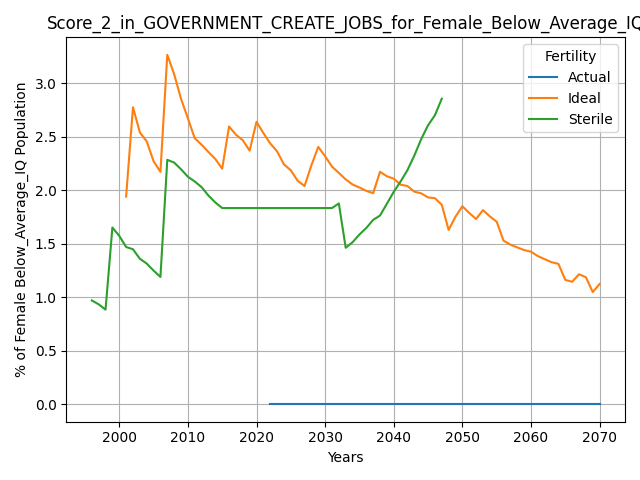 Score_2_in_GOVERNMENT_CREATE_JOBS_for_Female_Below_Average_IQ
% of Female Below_Average_IQ Population
3.0
2.5
2.0
1.5
1.0
0.5
0.0
Fertility
Actual
Ideal
Sterile
2000 2010 2020 2030 2040 2050 2060 2070
Years